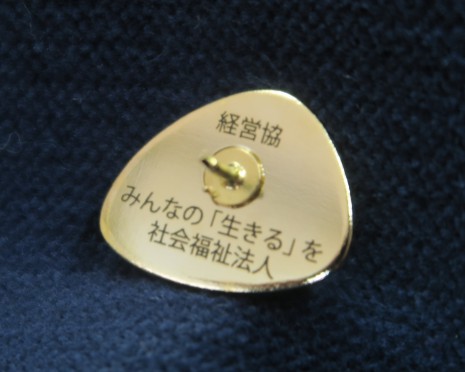 経営協
みんなの「生きる」を
社会福祉法人